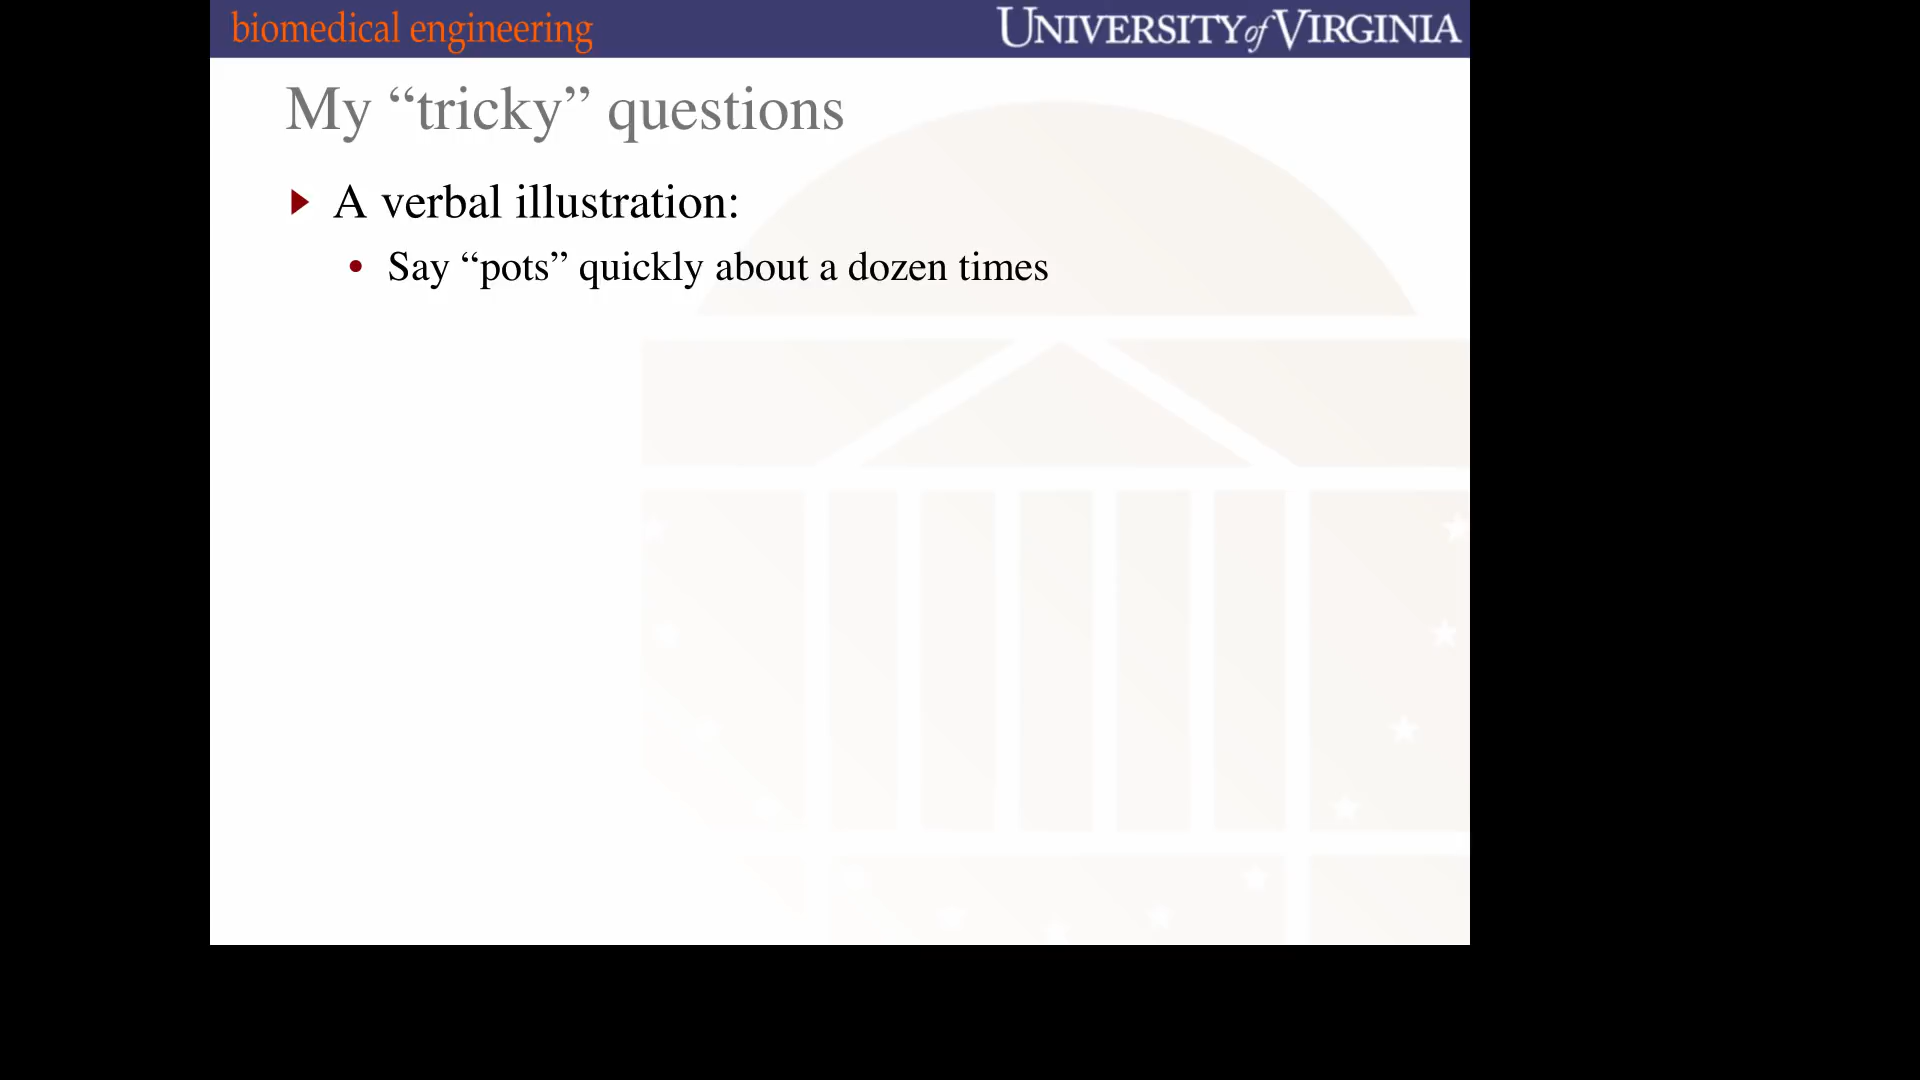 biomedical engineering
UNIVERSITY of VIRGINIA
My “tricky” questions
A verbal illustration:
Say “pots” quickly about a dozen times